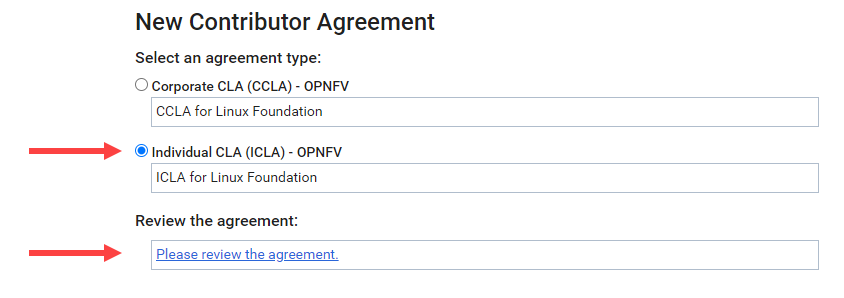 New Contributor Agreement
Select an agreement type:
Corporate CLA (CCLA) - OPNFV
CCLA for Linux Foundation
Individual CLA (ICLA) - OPNFV
ICLA for Linux Foundation
Review the agreement:
Please review the agreement.